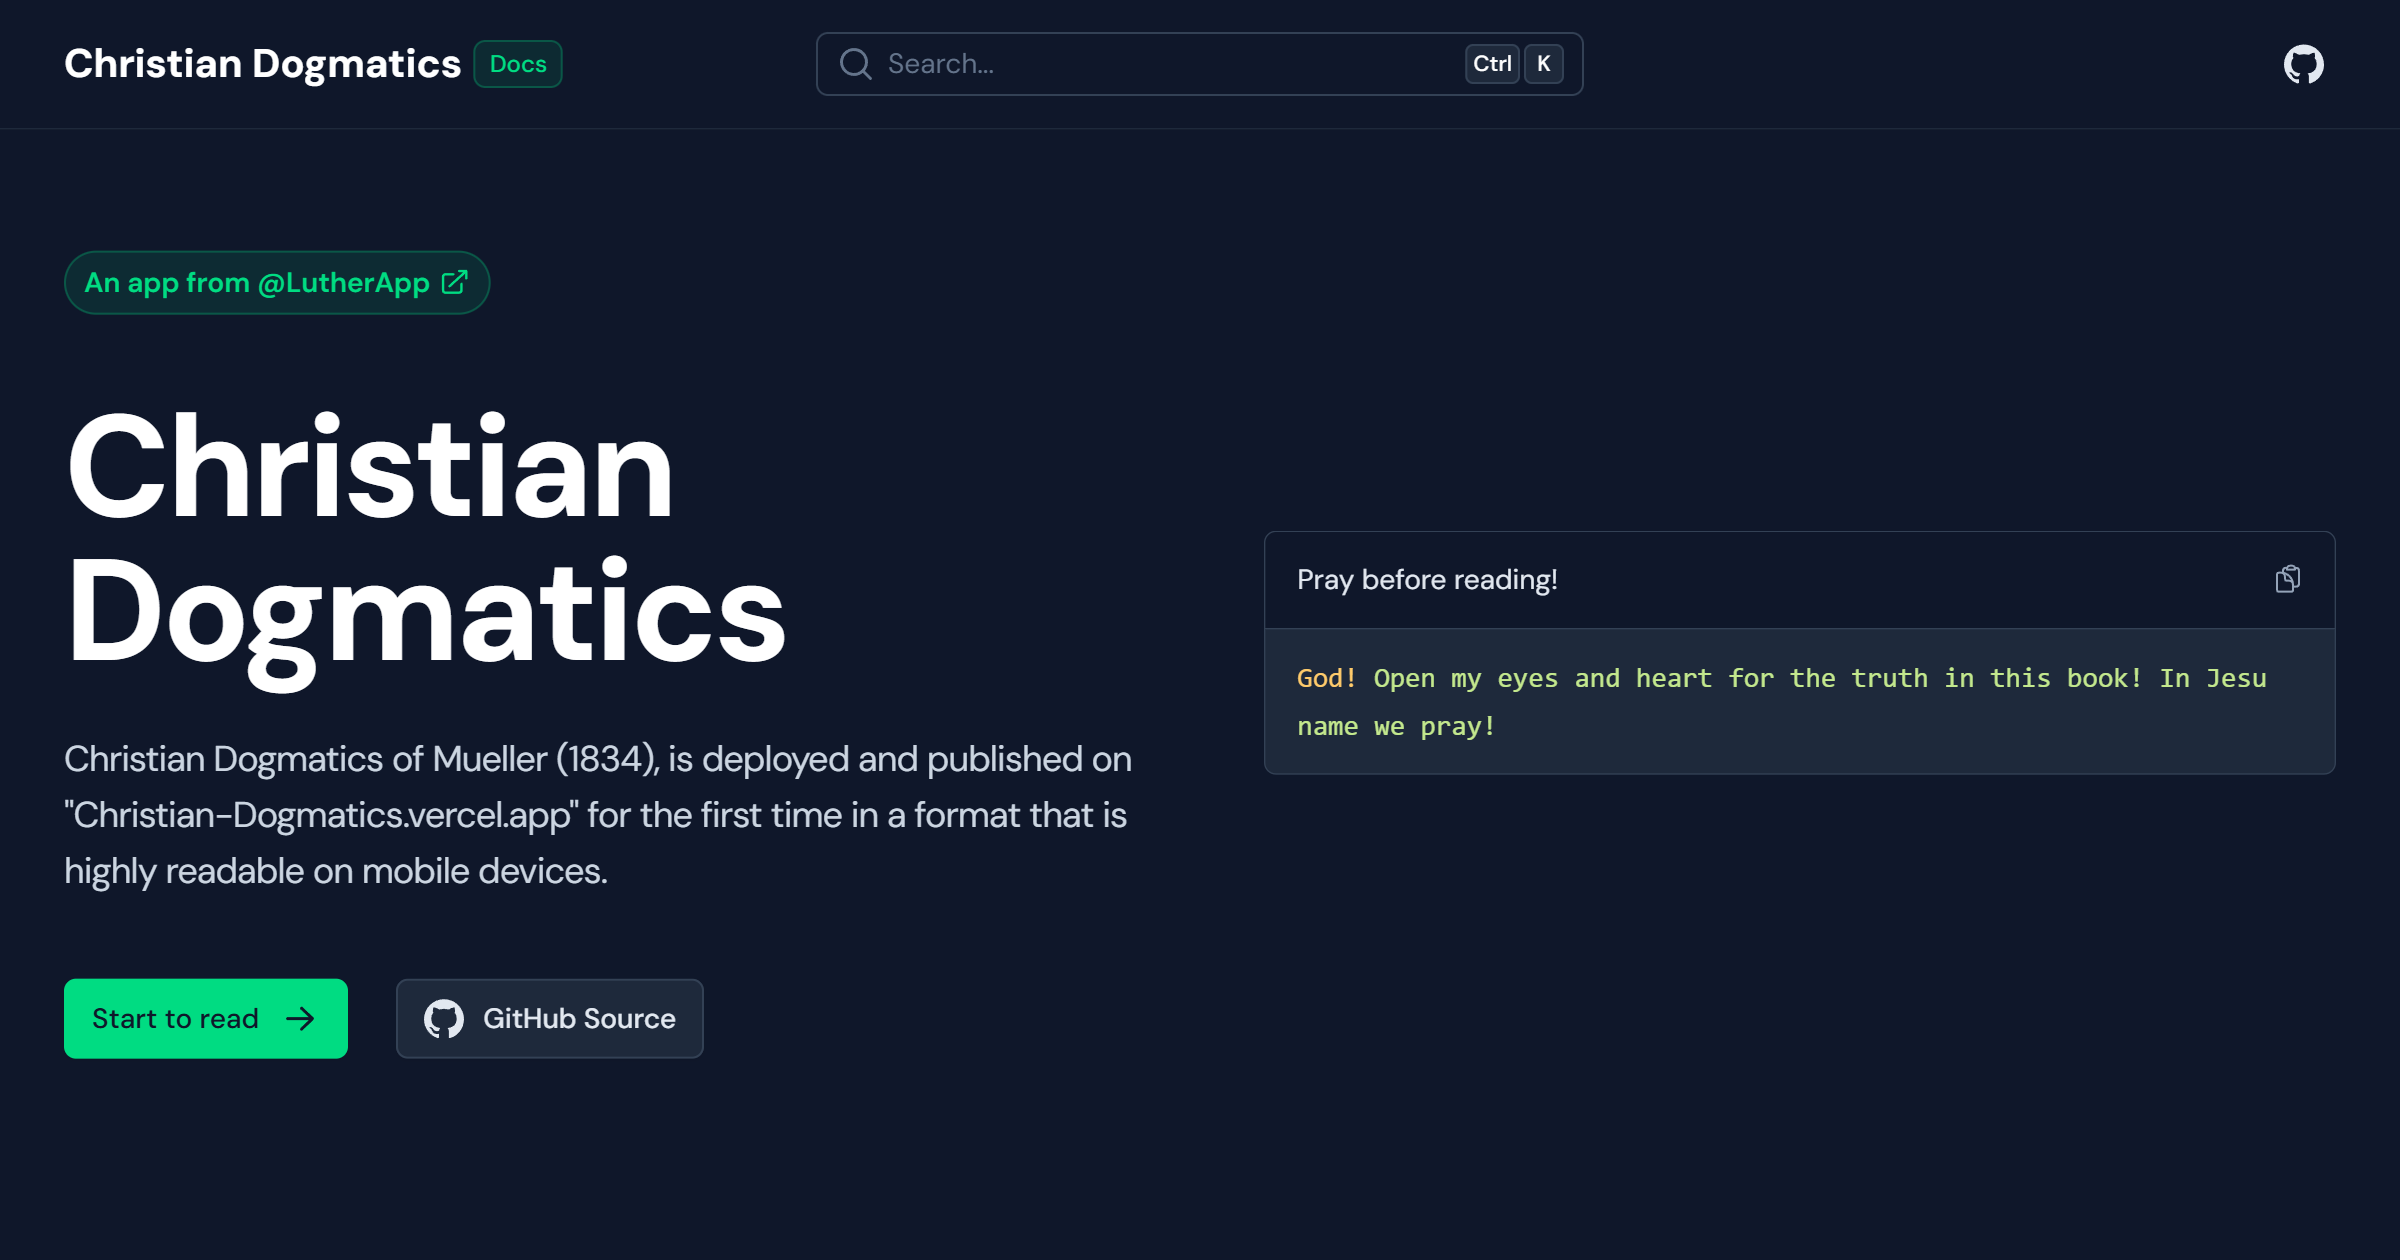 Christian Dogmatics Docs
Search...
Ctrl K
An app from @LutherApp
Christian
Dogmatics
Christian Dogmatics of Mueller (1834), is deployed and published on
"Christian-Dogmatics.vercel.app" for the first time in a format that is
highly readable on mobile devices.
Start to read
GitHub Source
Pray before reading!
God! Open my eyes and heart for the truth in this book! In Jesu
name we pray!